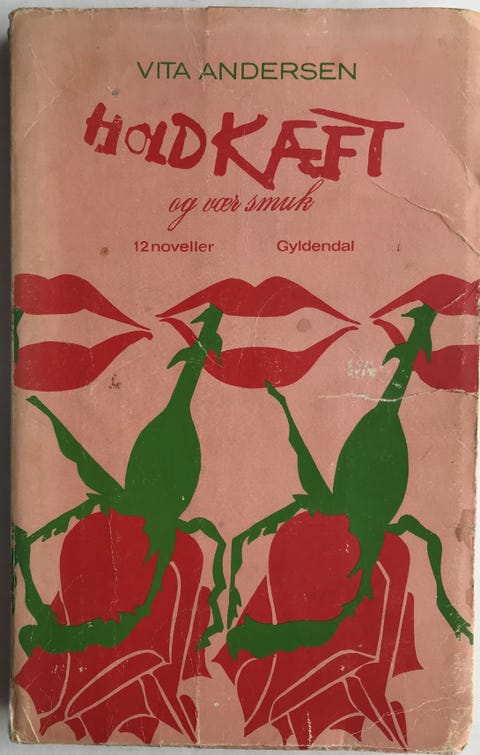 VITA ANDERSEN
HOLD KÆFT
og vær smuk
12 noveller Gyldendal